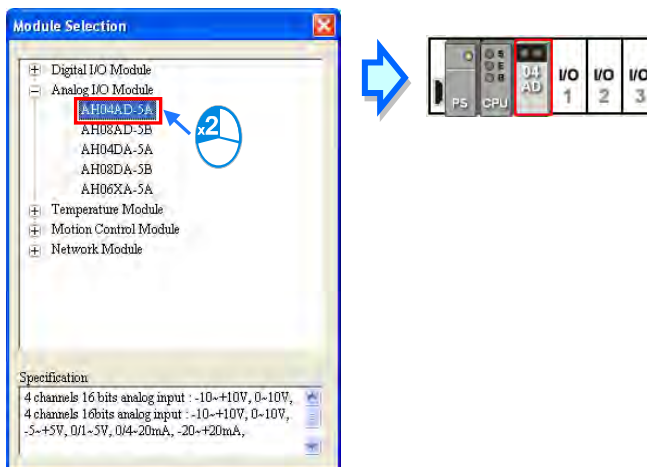 Module Selection
Digital I/O Module
Analog I/O Module
AH04AD-5A
AH08AD-5B
AH04DA-5A
AH08DA-5B
AH06XA-5A
Temperature Module
Motion Control Module
Network Module
x2
Specification
4 channels 16 bits analog input : -10~+10V, 0~10V,
4 channels 16bits analog input : -10~+10V, 0~10V,
-5~+5V, 0/1~5V, 0/4~20mA, -20~+20mA,
PS
CPU
S
E
B
04
AD
I/O
1
I/O
2
I/O
3